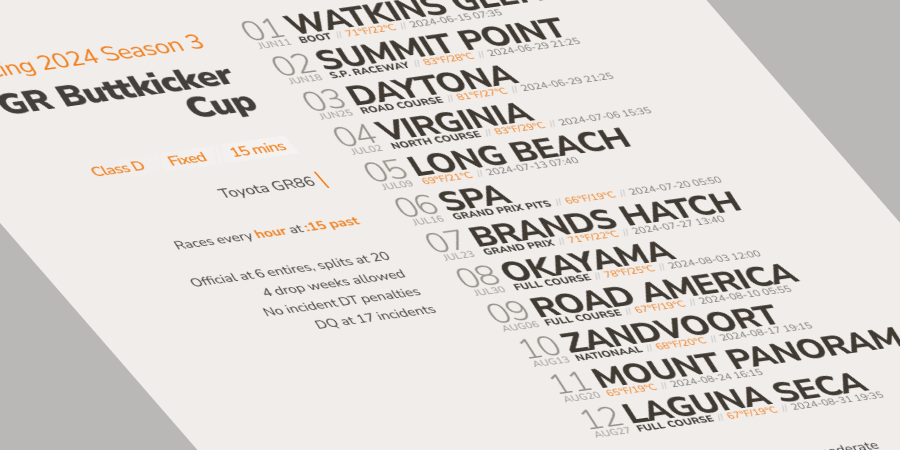 ing 2024 Season 3
GR Buttkicker
Cup
Class D Fixed 15 mins
Toyota GR86
Races every hour at :15 past
Official at 6 entires, splits at 20
4 drop weeks allowed
No incident DT penalties
DQ at 17 incidents
01 WATKINS GLEN
JUN11 BOOT // 71°F/22°C // 2024-06-15 07:35
02 SUMMIT POINT
JUN18 S.P. RACEWAY // 83°F/28°C // 2024-06-29 21:25
03 DAYTONA
JUN25 ROAD COURSE // 81°F/27°C // 2024-06-29 21:25
04 VIRGINIA
JUL02 NORTH COURSE // 83°F/29°C // 2024-07-06 15:35
05 LONG BEACH
JUL09 69°F/21°C // 2024-07-13 07:40
06 SPA
JUL16 GRAND PRIX PITS // 66°F/19°C // 2024-07-20 05:50
07 BRANDS HATCH
JUL23 GRAND PRIX // 71°F/22°C // 2024-07-27 13:40
08 OKAYAMA
JUL30 FULL COURSE // 78°F/25°C // 2024-08-03 12:00
09 ROAD AMERICA
AUG06 FULL COURSE // 67°F/19°C // 2024-08-10 05:55
10 ZANDVOORT
AUG13 NATIONAAL // 68°F/20°C // 2024-08-17 19:15
11 MOUNT PANORAM
AUG20 66°F/19°C // 2024-08-24 16:15
12 LAGUNA SECA
AUG27 FULL COURSE // 67°F/19°C // 2024-08-31 19:35
oderate